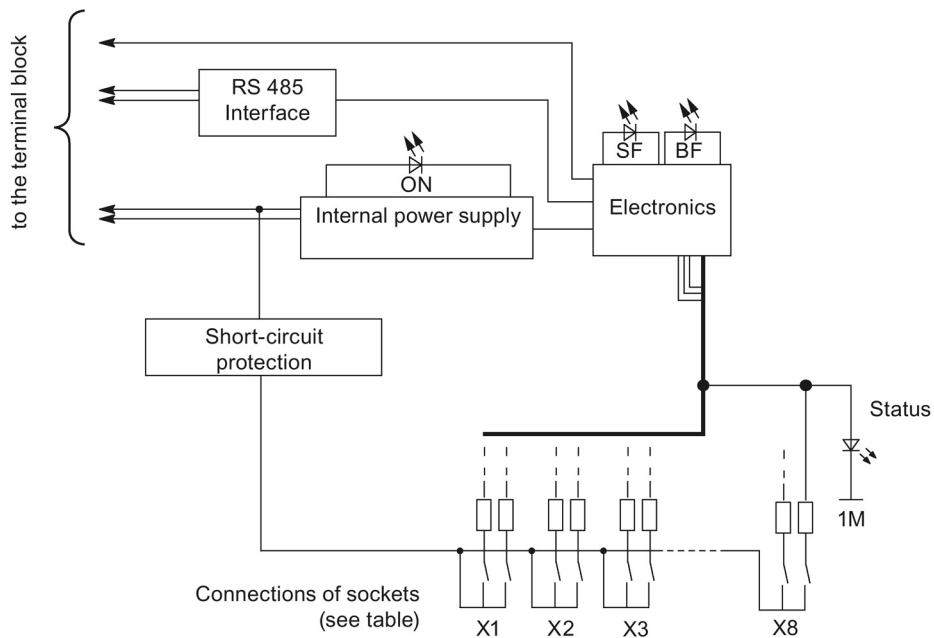 to the terminal block
RS 485
Interface
SF
BF
ON
Electronics
Internal power supply
Short-circuit
protection
Status
1M
Connections of sockets
(see table)
X1
X2
X3
X8